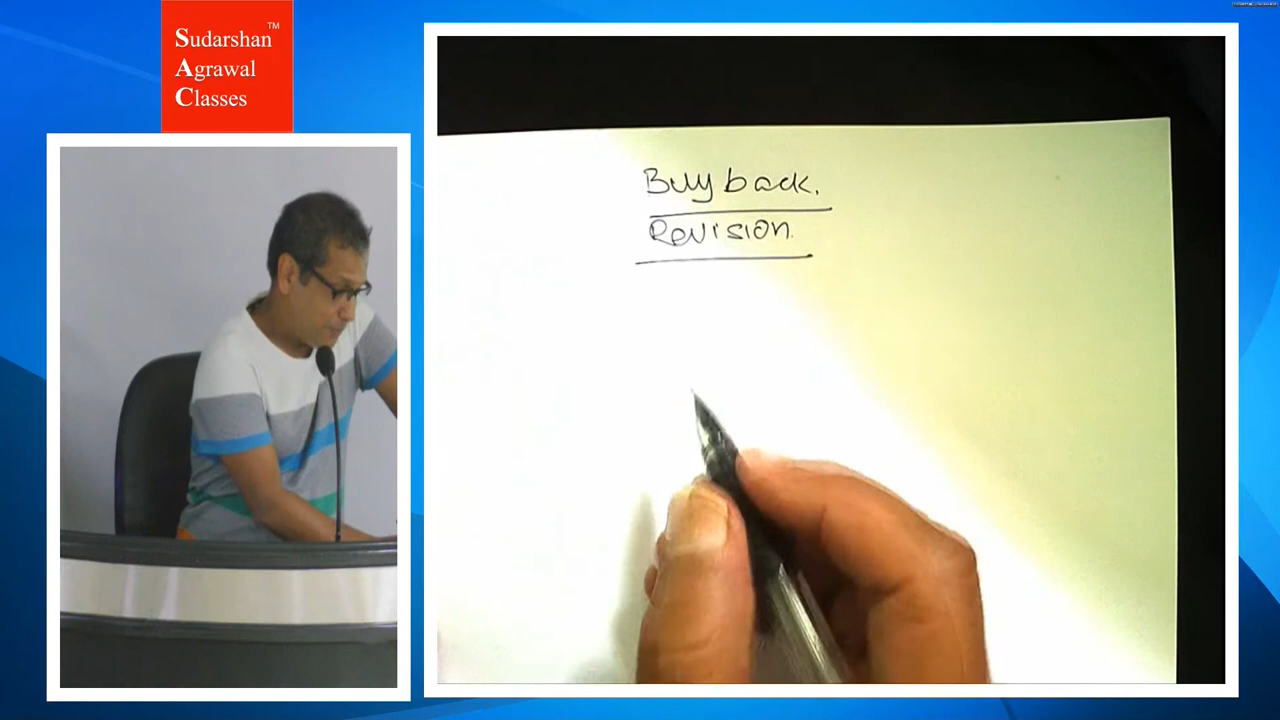 Sudarshan™
Agrawal
Classes
Buy back.
Revision.